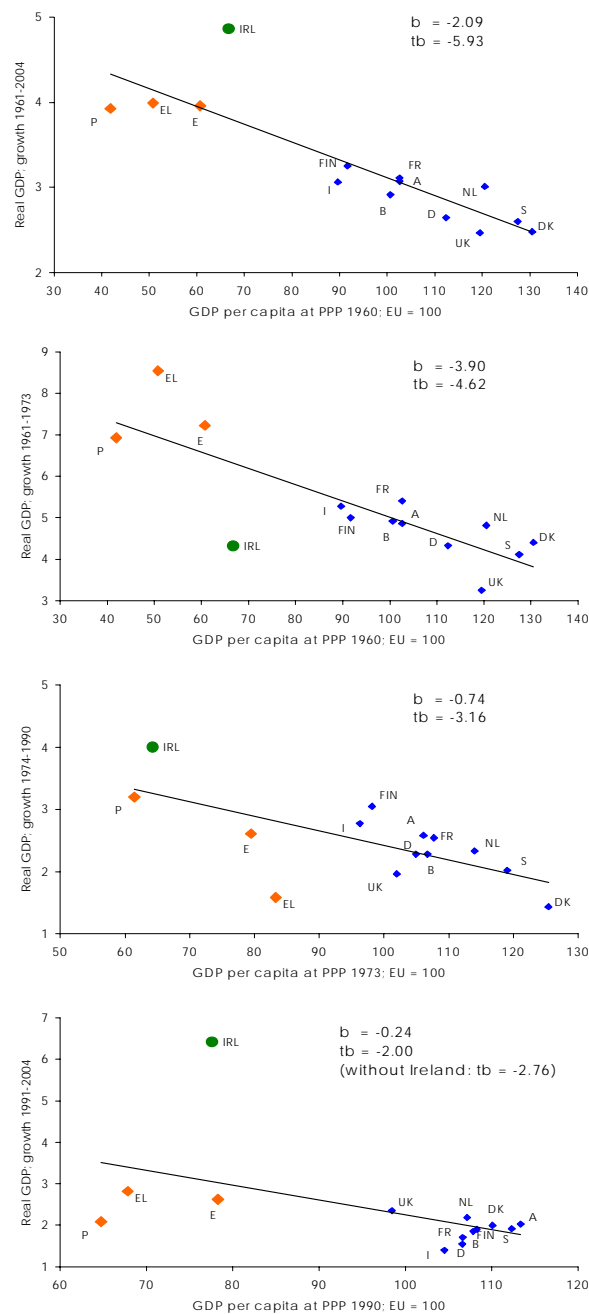 5
4
3
2
Real GDP; growth 1961-2004
b = -2.09
tb = -5.93
IRL
P
EL
E
FIN
I
FR
A
B
D
NL
UK
S
DK
30 40 50 60 70 80 90 100 110 120 130 140
GDP per capita at PPP 1960; EU = 100
9
8
7
6
5
4
3
Real GDP; growth 1961-1973
b = -3.90
tb = -4.62
EL
E
P
IRL
I
FIN
FR
A
B
D
NL
S
DK
UK
30 40 50 60 70 80 90 100 110 120 130 140
GDP per capita at PPP 1960; EU = 100
5
4
3
2
1
Real GDP; growth 1974-1990
b = -0.74
tb = -3.16
IRL
P
E
EL
FIN
I
A
FR
D
B
UK
NL
S
DK
50 60 70 80 90 100 110 120 130
GDP per capita at PPP 1973; EU = 100
7
6
5
4
3
2
1
Real GDP; growth 1991-2004
b = -0.24
tb = -2.00
(without Ireland: tb = -2.76)
IRL
EL
P
E
UK
NL
DK
A
FR
FIN
S
B
I
D
60 70 80 90 100 110 120
GDP per capita at PPP 1990; EU = 100